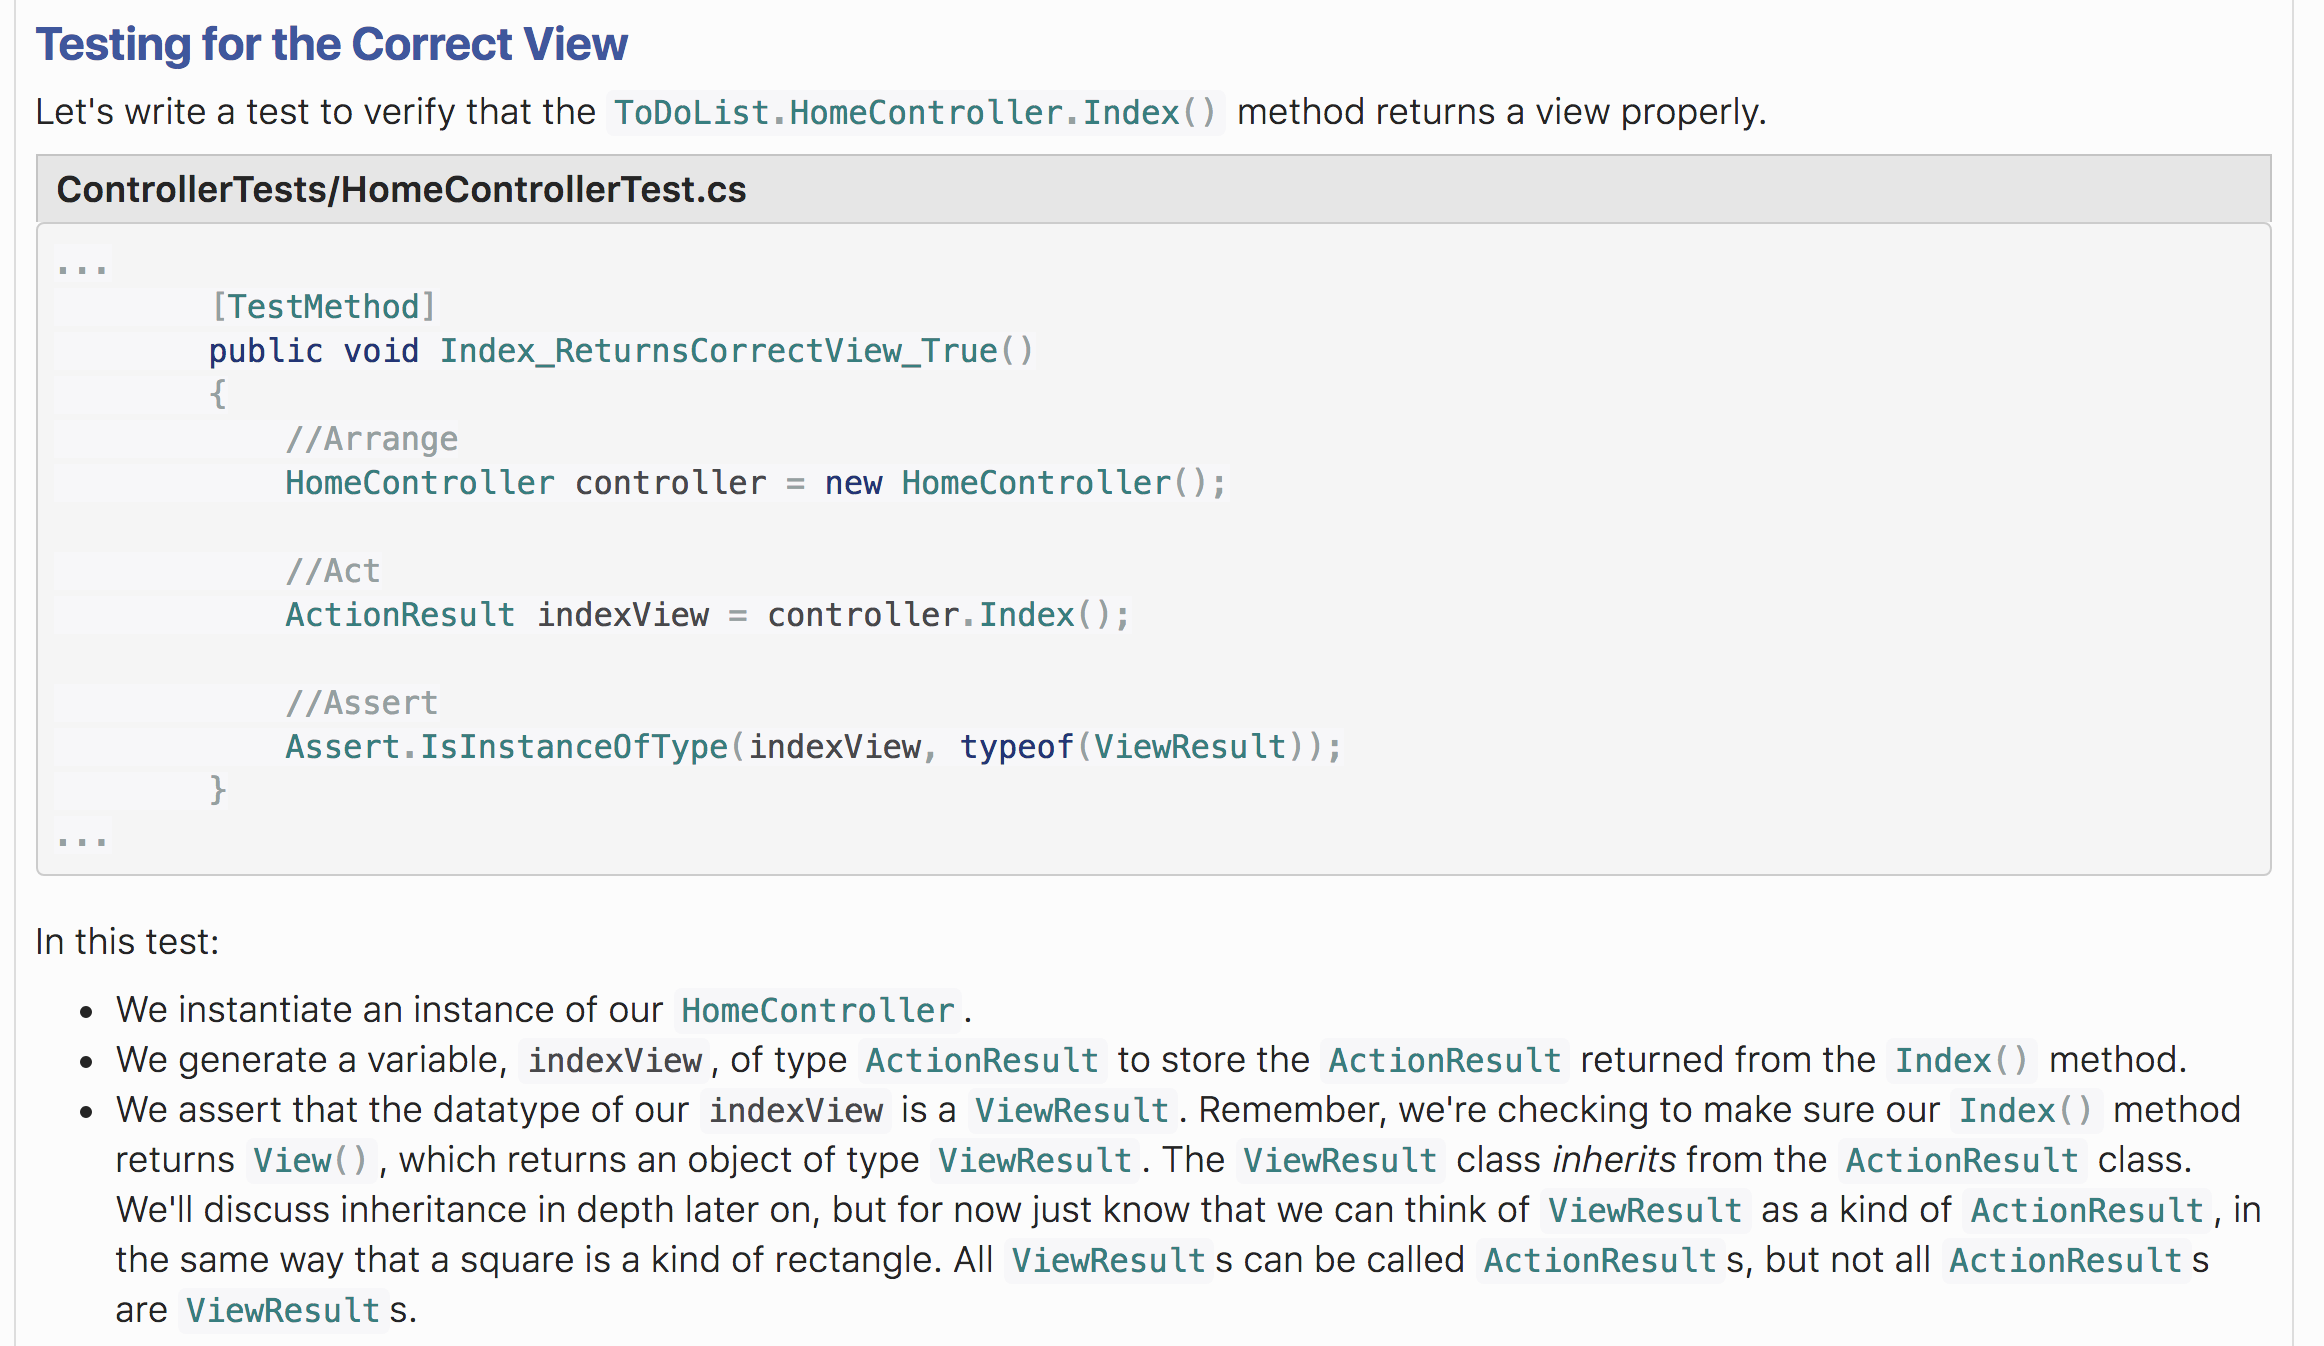 Testing for the Correct View
Let's write a test to verify that the ToDoList.HomeController.Index() method returns a view properly.
ControllerTests/HomeControllerTest.cs
...
        [TestMethod]
        public void Index_ReturnsCorrectView_True()
        {
            //Arrange
            HomeController controller = new HomeController();

            //Act
            ActionResult indexView = controller.Index();

            //Assert
            Assert.IsInstanceOfType(indexView, typeof(ViewResult));
        }
...
In this test:
• We instantiate an instance of our HomeController.
• We generate a variable, indexView, of type ActionResult to store the ActionResult returned from the Index() method.
• We assert that the datatype of our indexView is a ViewResult. Remember, we're checking to make sure our Index() method
returns View(), which returns an object of type ViewResult. The ViewResult class inherits from the ActionResult class.
We'll discuss inheritance in depth later on, but for now just know that we can think of ViewResult as a kind of ActionResult, in
the same way that a square is a kind of rectangle. All ViewResults can be called ActionResults, but not all ActionResults
are ViewResults.